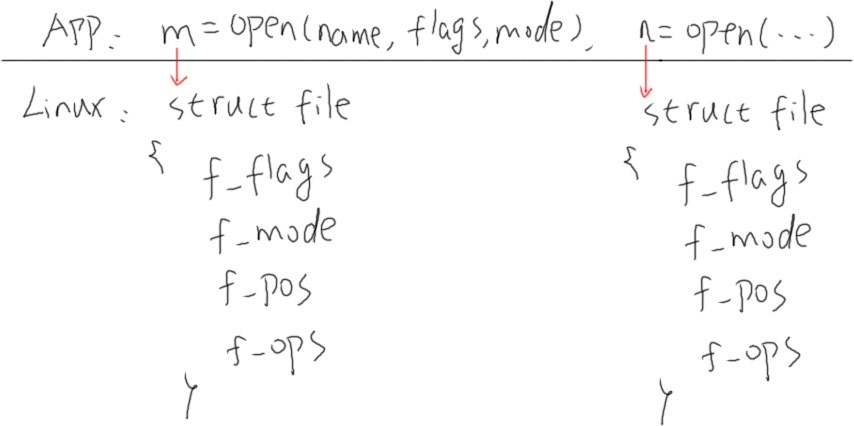 APP: m = open(name, flags, mode), n = open(...)
Linux: struct file struct file
{ f_flags { f_flags
f_mode f_mode
f_pos f_pos
f_ops f_ops
} }